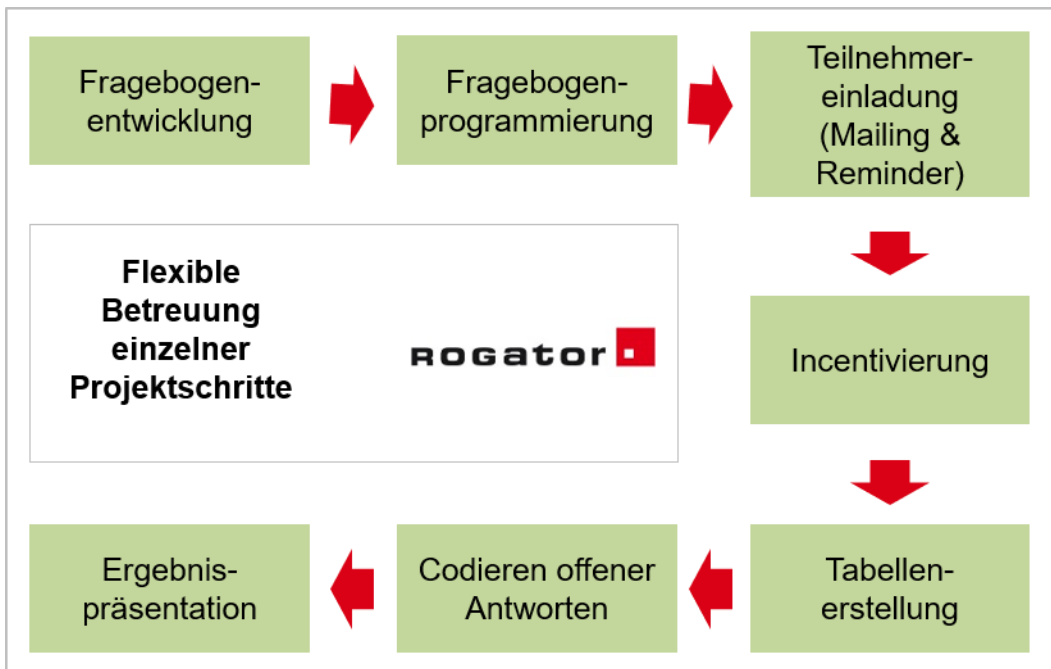 Fragebogen-
entwicklung
Fragebogen-
programmierung
Teilnehmer-
einladung
(Mailing &
Reminder)
Flexible
Betreuung
einzelner
Projektschritte
ROGator
Incentivierung
Ergebnis-
präsentation
Codieren offener
Antworten
Tabellen-
erstellung